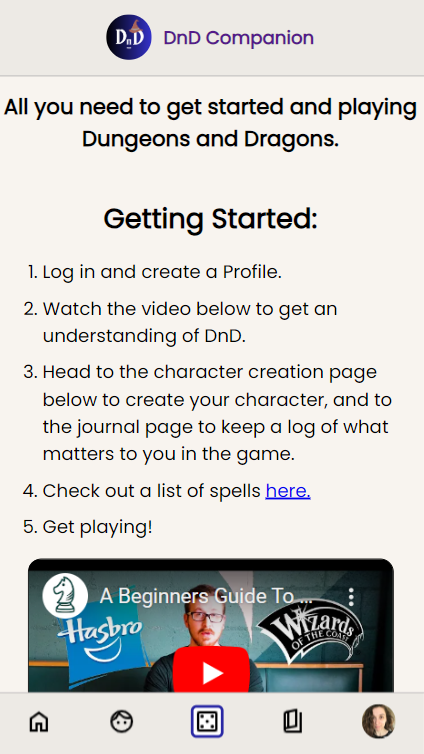 DnD
DnD Companion
All you need to get started and playing
Dungeons and Dragons.
Getting Started:
1. Log in and create a Profile.
2. Watch the video below to get an
understanding of DnD.
3. Head to the character creation page
below to create your character, and to
the journal page to keep a log of what
matters to you in the game.
4. Check out a list of spells here.
5. Get playing!
A Beginners Guide To ...
Hasbro
Wizards
OF THE COAST